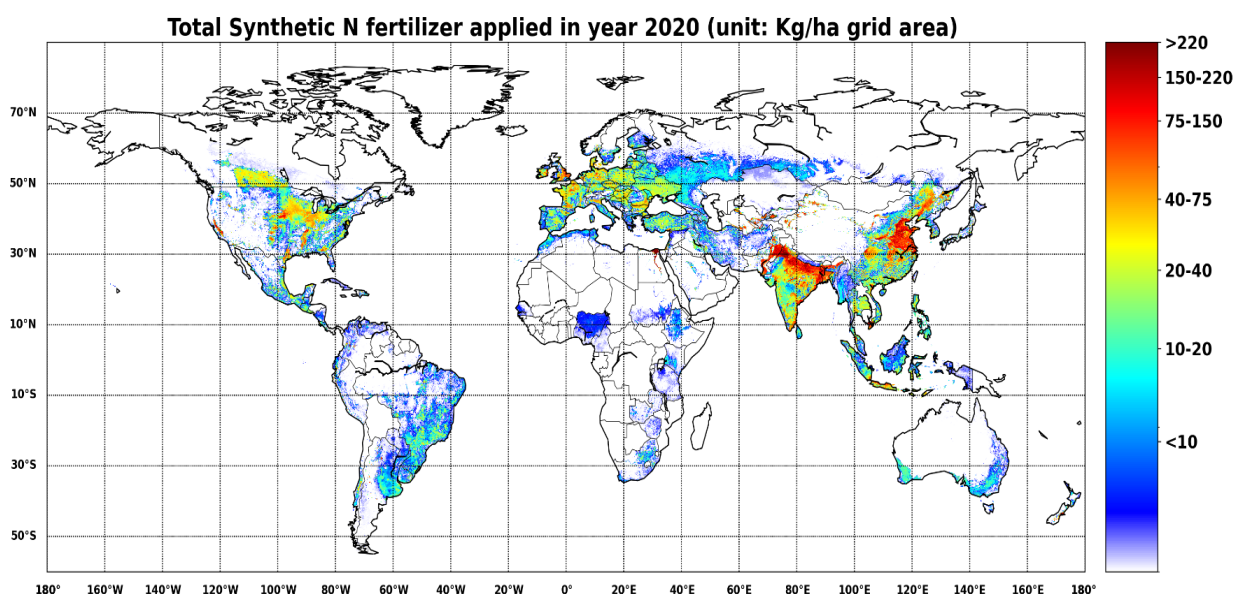 Total Synthetic N fertilizer applied in year 2020 (unit: Kg/ha grid area)
>220
150-220
75-150
40-75
20-40
10-20
<10
70°N
50°N
30°N
10°N
10°S
30°S
50°S
180° 160°W 140°W 120°W 100°W 80°W 60°W 40°W 20°W 0° 20°E 40°E 60°E 80°E 100°E 120°E 140°E 160°E 180°